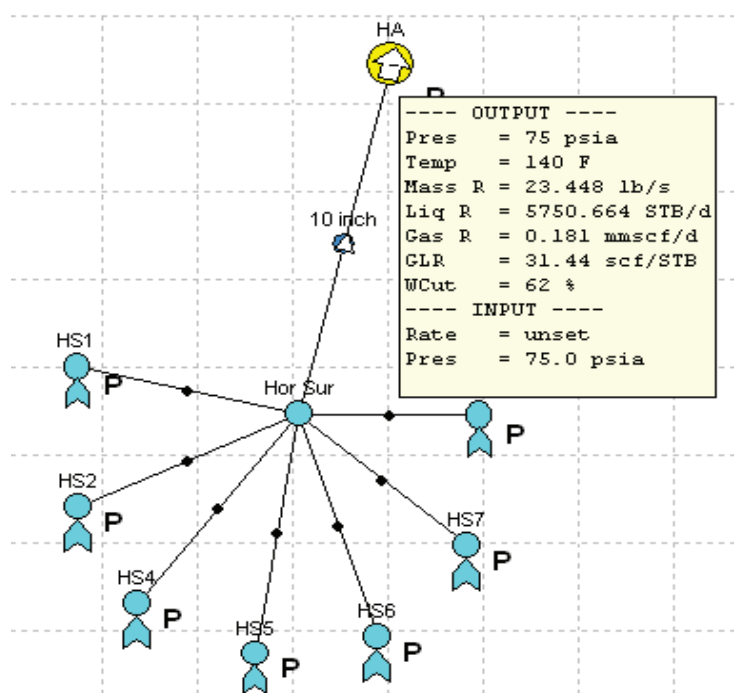 HA
---- OUTPUT ----
Pres = 75 psia
Temp = 140 F
Mass R = 23.448 lb/s
Liq R = 5750.664 STB/d
Gas R = 0.181 mmscf/d
GLR = 31.44 scf/STB
WCut = 62 %
---- INPUT ----
Rate = unset
Pres = 75.0 psia
10 inch
HS1
P
Hor Sur
P
HS2
P
HS7
P
HS4
P
HS5
P
HS6
P